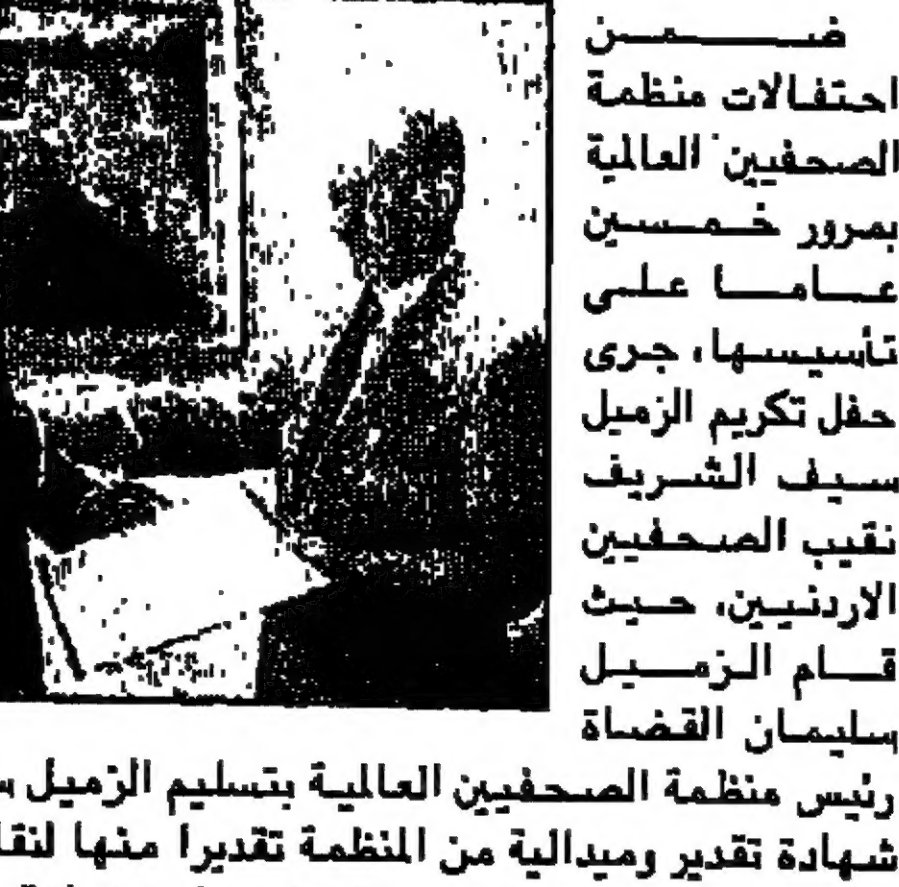 ضمن
احتفالات منظمة
الصحفيين العالمية
بمرور خمسين
عاما على
تأسيسها، جرى
حفل تكريم الزميل
سيف الشريف
نقيب الصحفيين
الاردنيين، حيث
قام الزميل
سليمان القضاة
رئيس منظمة الصحفيين العالمية بتسليم الزميل
شهادة تقدير وميدالية من المنظمة تقديرا منها